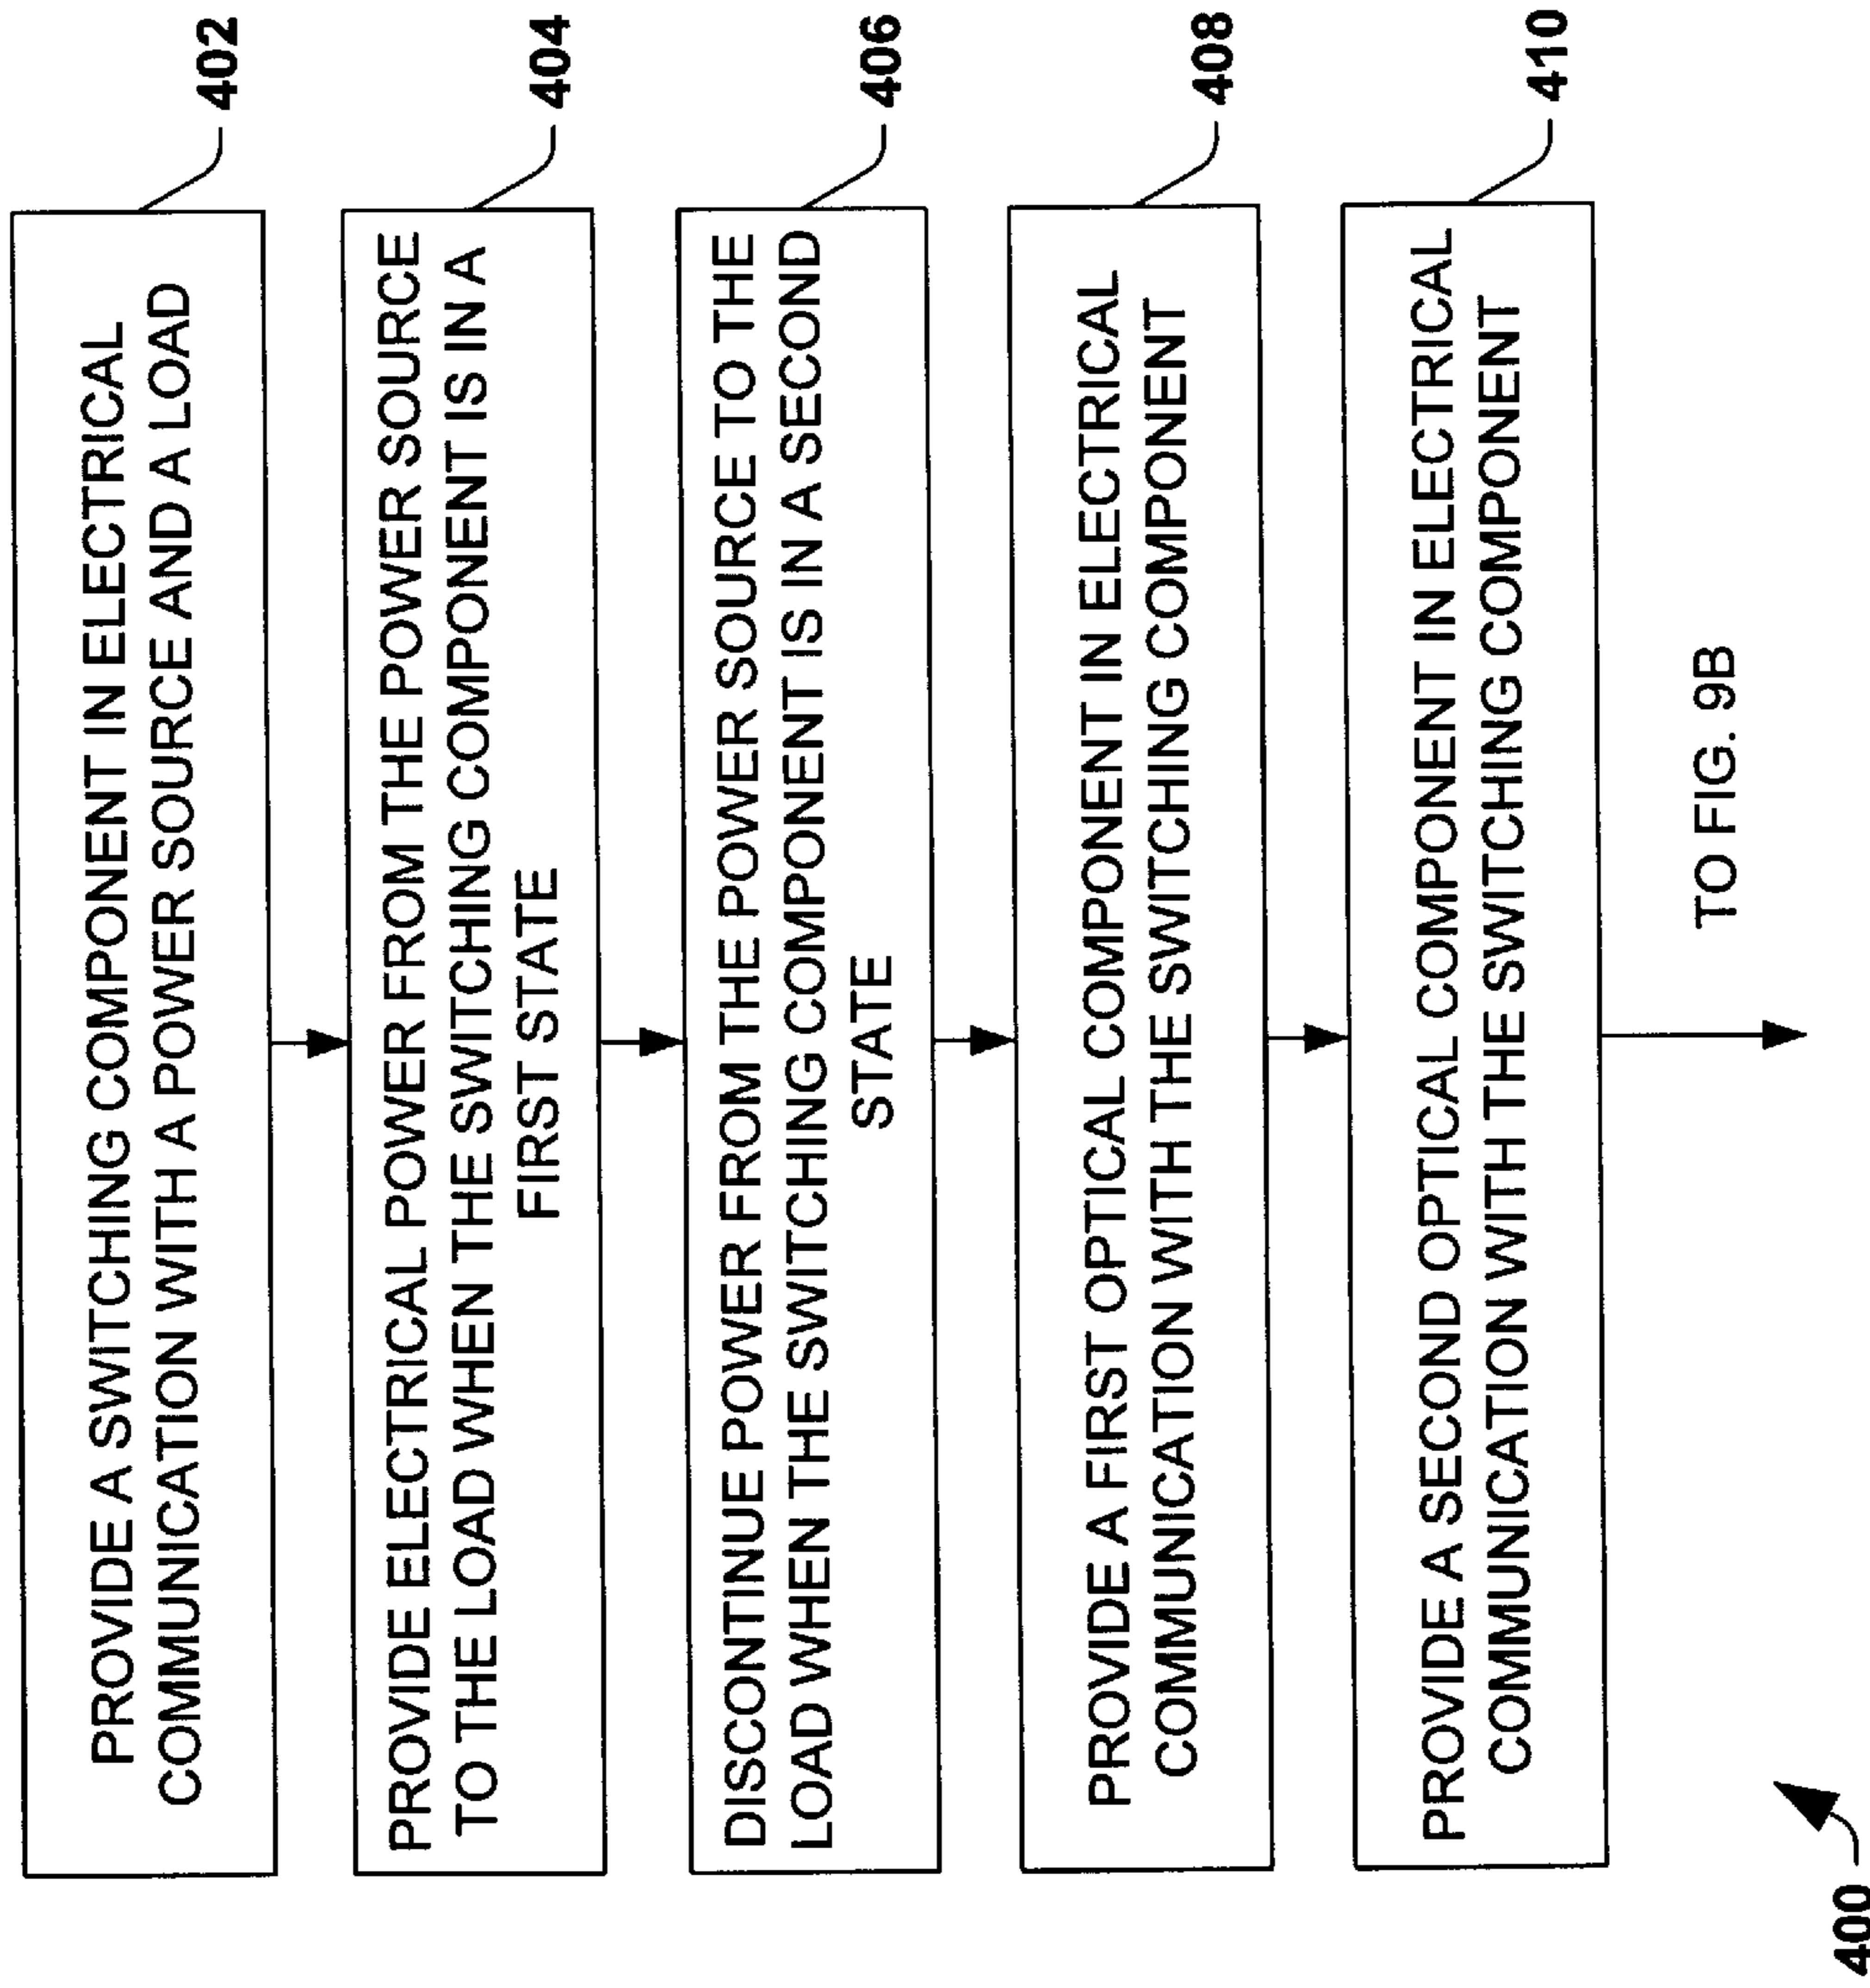 PROVIDE A SWITCHING COMPONENT IN ELECTRICAL
COMMUNICATION WITH A POWER SOURCE AND A LOAD
402
PROVIDE ELECTRICAL POWER FROM THE POWER SOURCE
TO THE LOAD WHEN THE SWITCHING COMPONENT IS IN A
FIRST STATE
404
DISCONTINUE POWER FROM THE POWER SOURCE TO THE
LOAD WHEN THE SWITCHING COMPONENT IS IN A SECOND
STATE
406
PROVIDE A FIRST OPTICAL COMPONENT IN ELECTRICAL
COMMUNICATION WITH THE SWITCHING COMPONENT
408
PROVIDE A SECOND OPTICAL COMPONENT IN ELECTRICAL
COMMUNICATION WITH THE SWITCHING COMPONENT
410
TO FIG. 9B
400